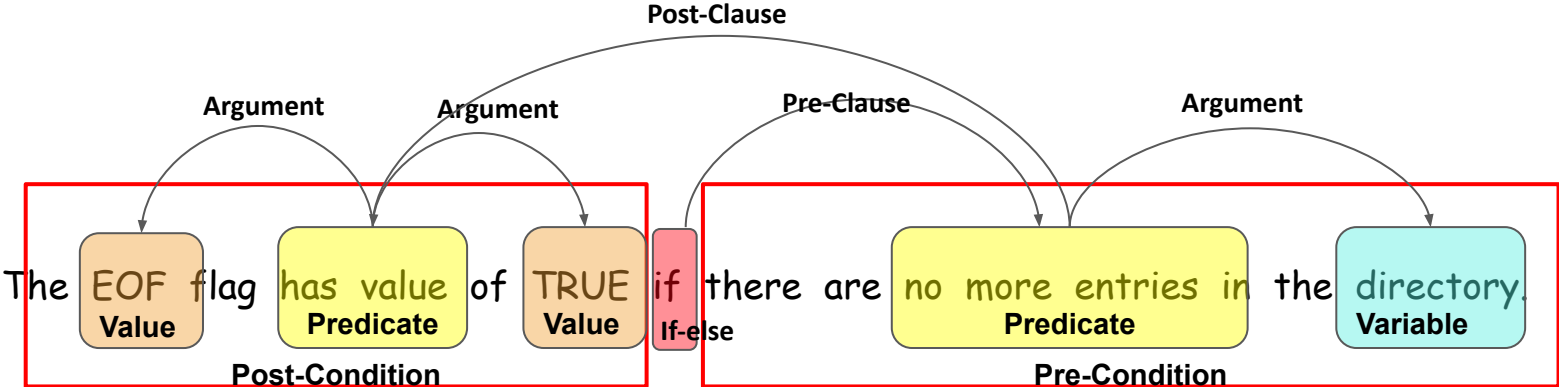 Post-Clause
Argument Argument Pre-Clause Argument
The EOF flag has value of TRUE if there are no more entries in the directory.
Value Predicate Value If-else Predicate Variable
Post-Condition Pre-Condition